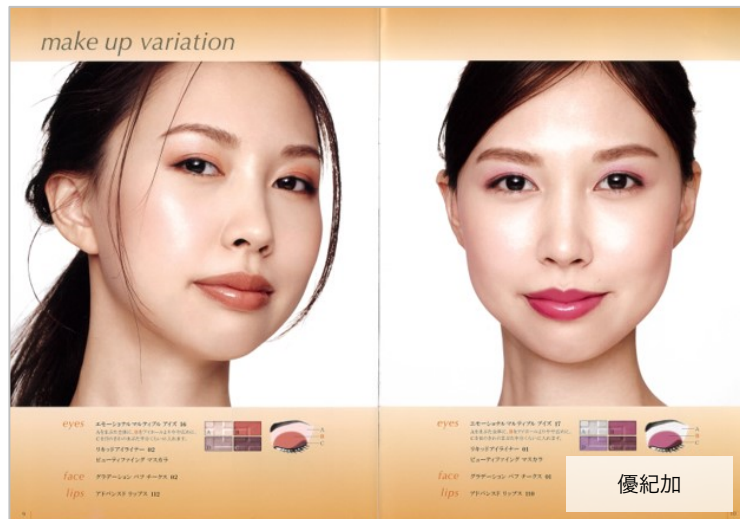 make up variation
eyes
エモーショナル マルティプル アイズ 16
リキッドアイライナー 02
ビューティファイング マスカラ
face
グラデーション ベア チークス 02
lips
アドバンスド リップス 112
A
B
C
eyes
エモーショナル マルティプル アイズ 17
リキッドアイライナー 01
ビューティファイング マスカラ
face
グラデーション ベア チークス 01
lips
アドバンスド リップス 110
A
B
C
優紀加